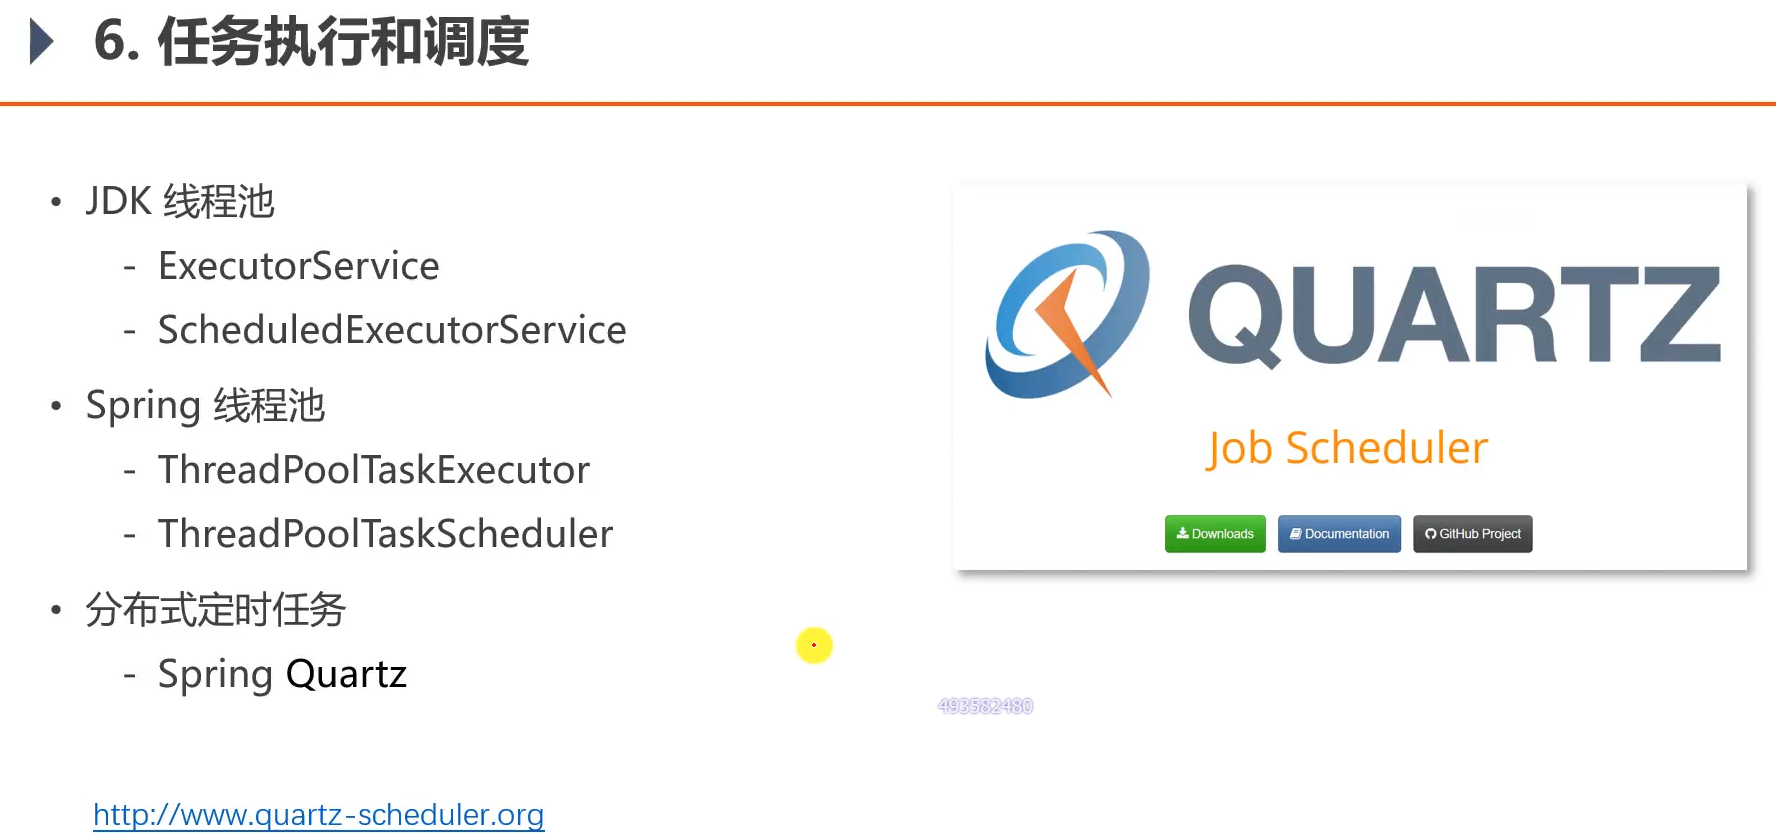 6. 任务执行和调度
• JDK 线程池
- ExecutorService
- ScheduledExecutorService
• Spring 线程池
- ThreadPoolTaskExecutor
- ThreadPoolTaskScheduler
• 分布式定时任务
- Spring Quartz
http://www.quartz-scheduler.org
QUARTZ
Job Scheduler
Downloads Documentation GitHub Project
493582480